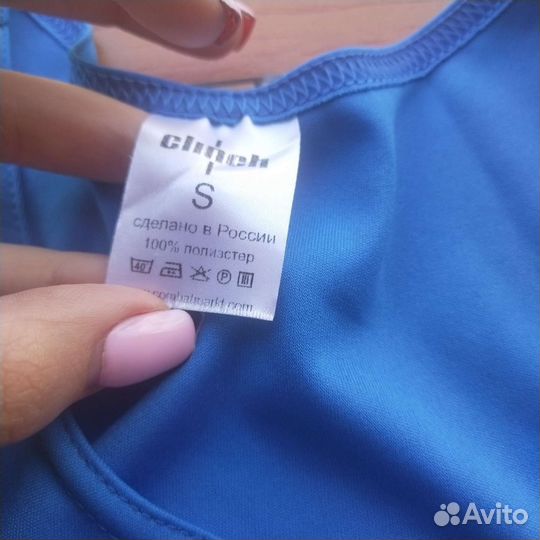 clinch
S
сделано в России
100% полиэстер
40 P
Avito